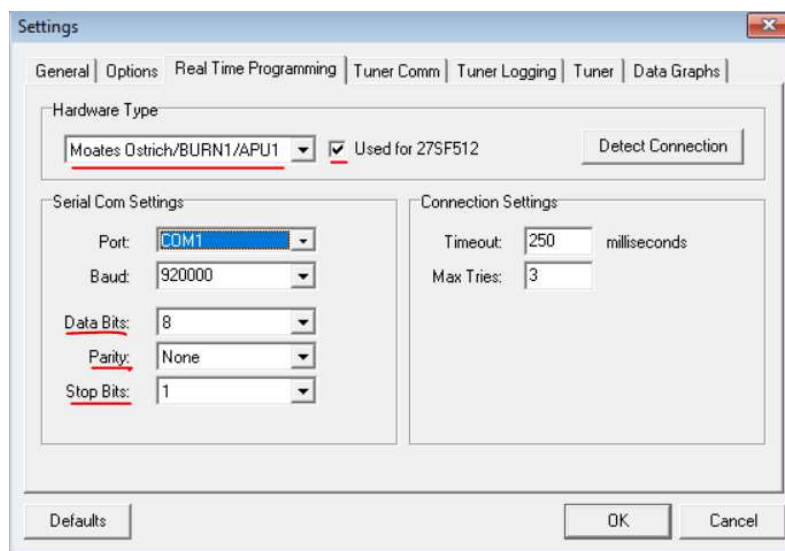 Settings
General Options Real Time Programming Tuner Comm Tuner Logging Tuner Data Graphs
Hardware Type
Moates Ostrich/BURN1/APU1 Used for 27SF512 Detect Connection
Serial Com Settings
Port: COM1
Baud: 920000
Data Bits: 8
Parity: None
Stop Bits: 1
Connection Settings
Timeout: 250 milliseconds
Max Tries: 3
Defaults OK Cancel